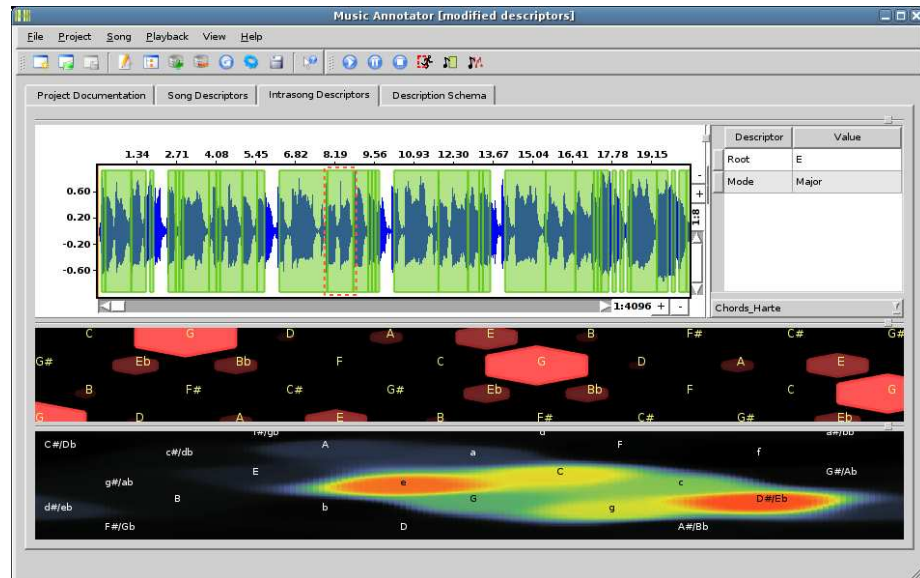 Music Annotator [modified descriptors]
File Project Song Playback View Help
Project Documentation Song Descriptors Intrasong Descriptors Description Schema
1.34 2.71 4.08 5.45 6.82 8.19 9.56 10.93 12.30 13.67 15.04 16.41 17.78 19.15
0.60
0.20
-0.20
-0.60
- + 1:8
1:4096 + -
Descriptor Value
Root E
Mode Major
Chords_Harte
C G D A E B F# C# G#
G# Eb Bb F C G D A E
B F# C# G# Eb Bb F C G
G D A E B F# C# G# Eb
f#/gb d a#/bb
C#/Db A F
c#/db a f
E C G#/Ab
g#/ab e c
B G D#/Eb
d#/eb b g
F#/Gb D A#/Bb